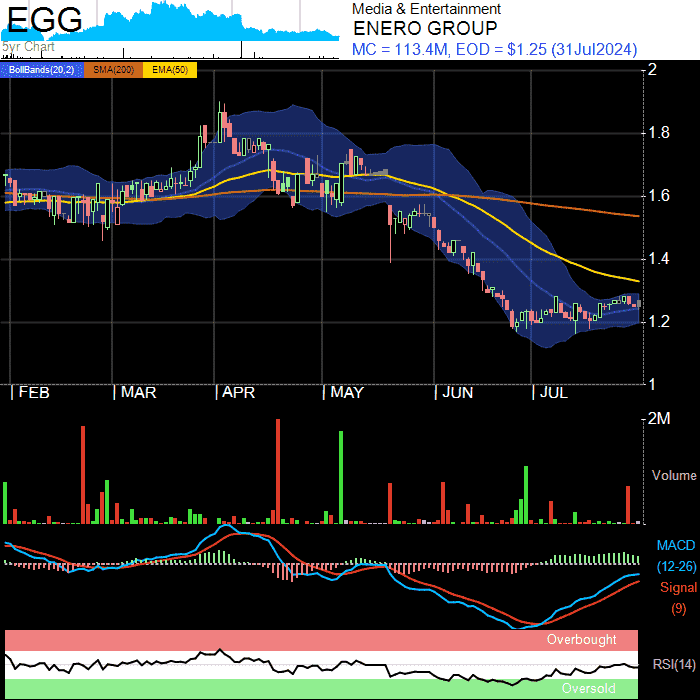 EGG
5yr Chart
Media & Entertainment
ENERO GROUP
MC = 113.4M, EOD = $1.25 (31Jul2024)
BollBands(20,2) SMA(200) EMA(50)
2
1.8
1.6
1.4
1.2
1
| FEB | MAR | APR | MAY | JUN | JUL
2M
Volume
MACD
(12-26)
Signal
(9)
Overbought
RSI(14)
Oversold